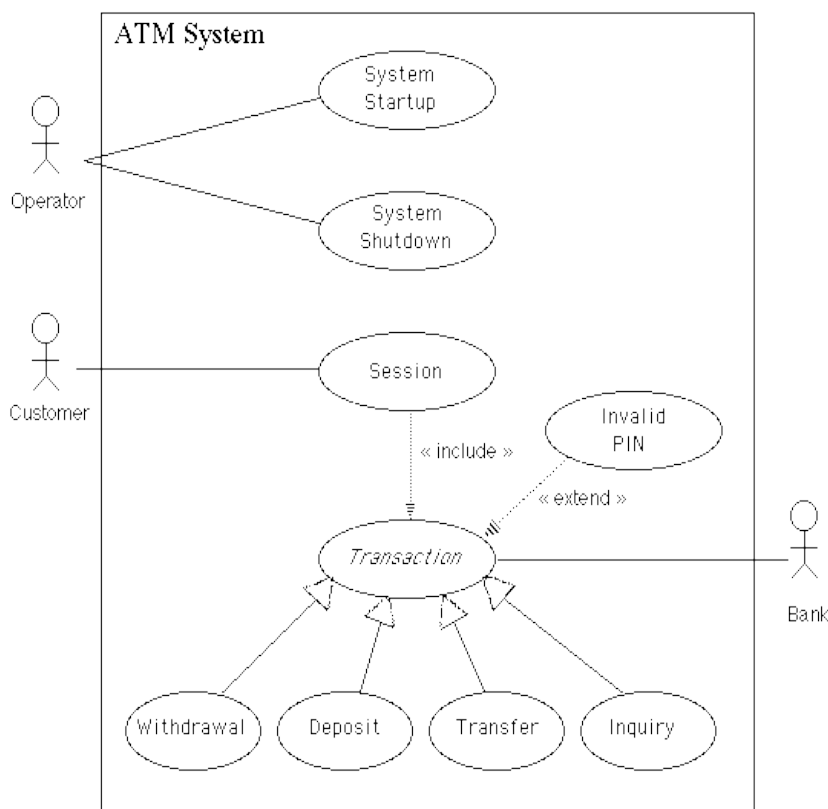 ATM System
System
Startup
Operator
System
Shutdown
Customer
Session
Invalid
PIN
« include »
« extend »
Transaction
Bank
Withdrawal
Deposit
Transfer
Inquiry